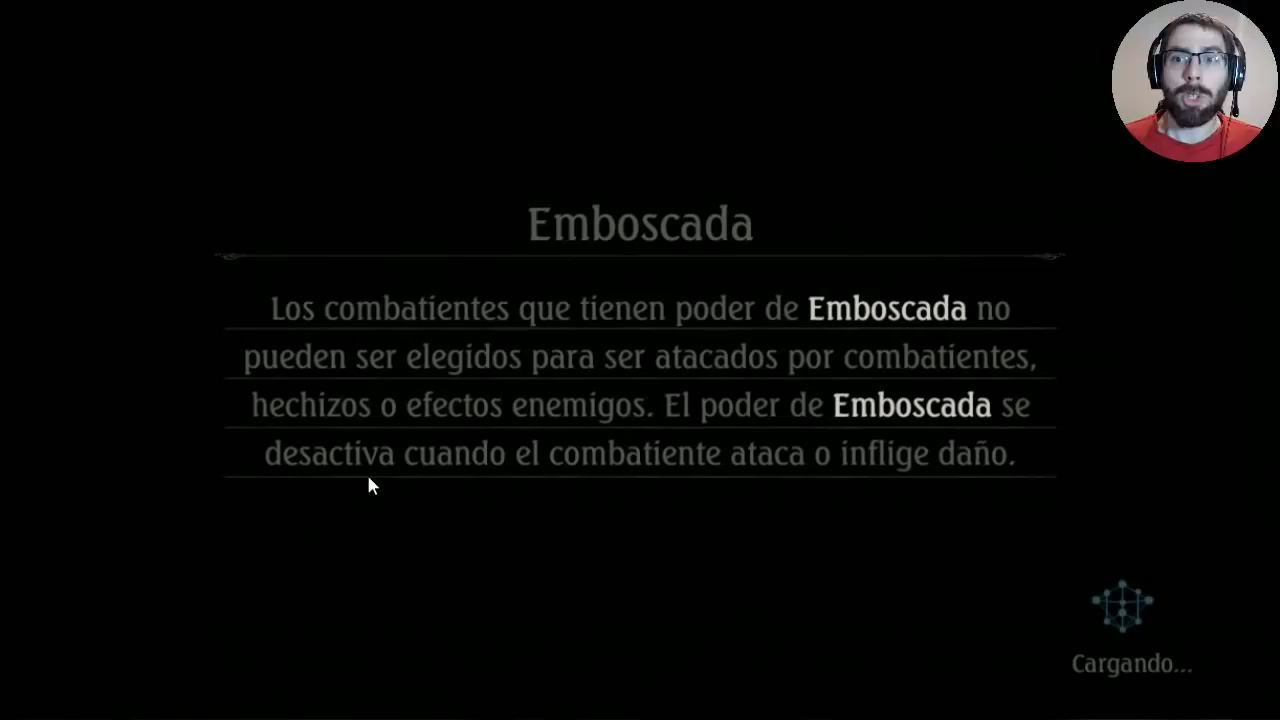 Emboscada
Los combatientes que tienen poder de Emboscada no
pueden ser elegidos para ser atacados por combatientes,
hechizos o efectos enemigos. El poder de Emboscada se
desactiva cuando el combatiente ataca o inflige daño.
Cargando...